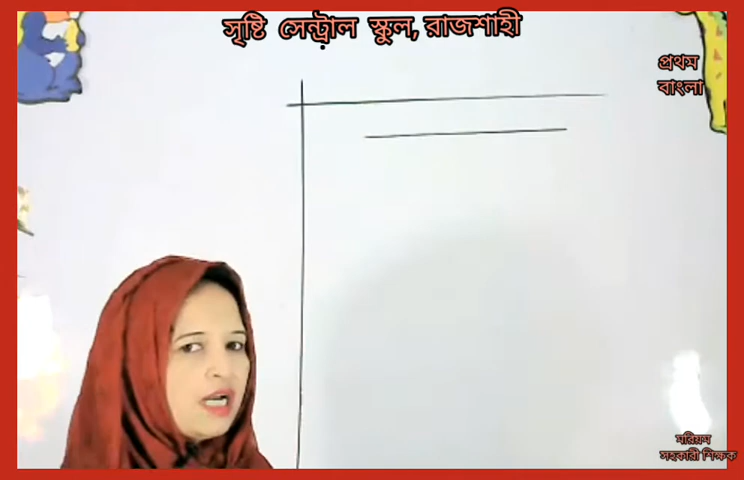 সৃষ্টি সেন্ট্রাল স্কুল, রাজশাহী
প্রথম
বাংলা
মরিয়ম
সহকারী শিক্ষক